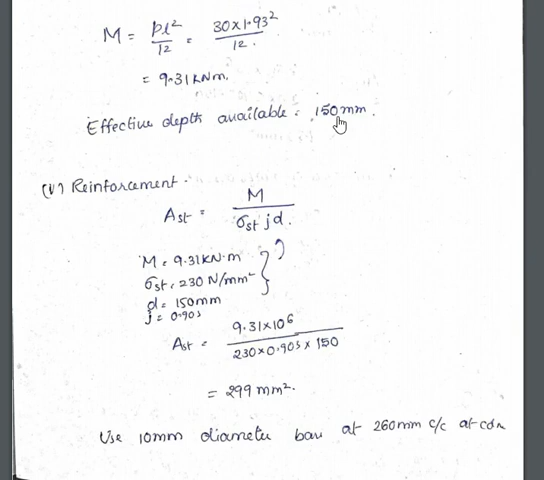 M = pl²/12 = 30×1.93²/12.
= 9.31 kNm.
Effective depth available = 150mm.
(V) Reinforcement.
Ast = M / σst jd.
M = 9.31 kN.m
σst = 230 N/mm²
d = 150mm
j = 0.903
Ast = 9.31×10⁶ / 230×0.903×150
= 299 mm².
Use 10mm diameter bars at 260mm c/c at